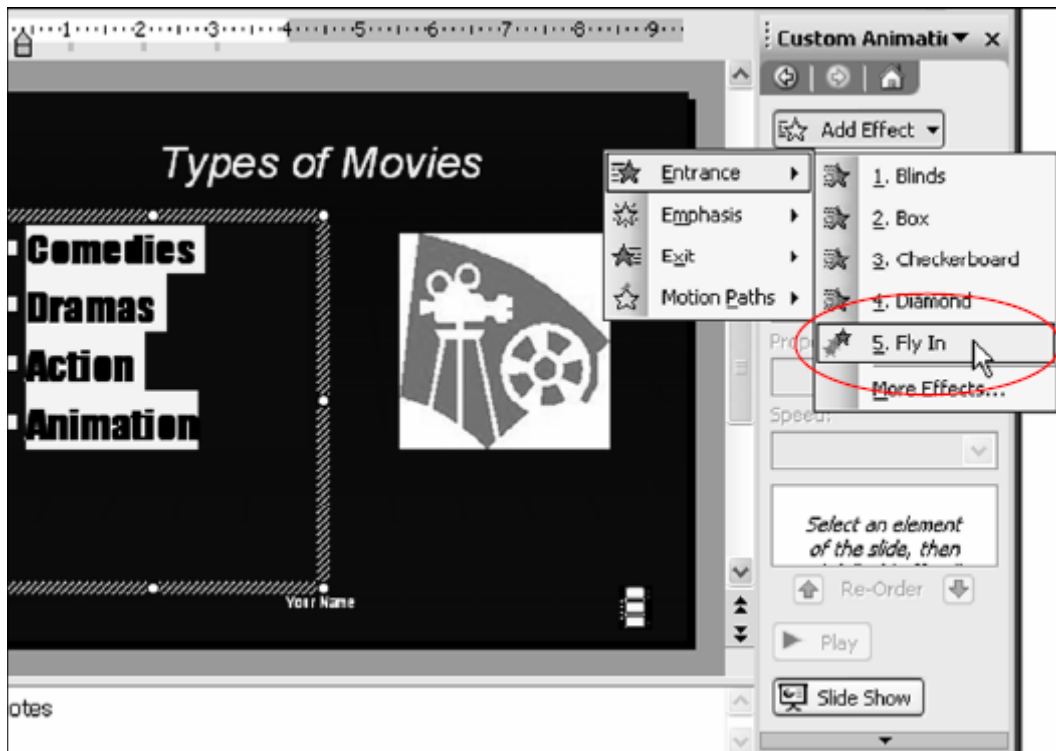 1 2 3 4 5 6 7 8 9
Custom Animati
Add Effect
Types of Movies
Entrance
Emphasis
Exit
Motion Paths
1. Blinds
2. Box
3. Checkerboard
4. Diamond
5. Fly In
More Effects...
Comedies
Dramas
Action
Animation
Prop
Speed:
Select an element
of the slide, then
Re-Order
Play
Slide Show
Your Name
otes